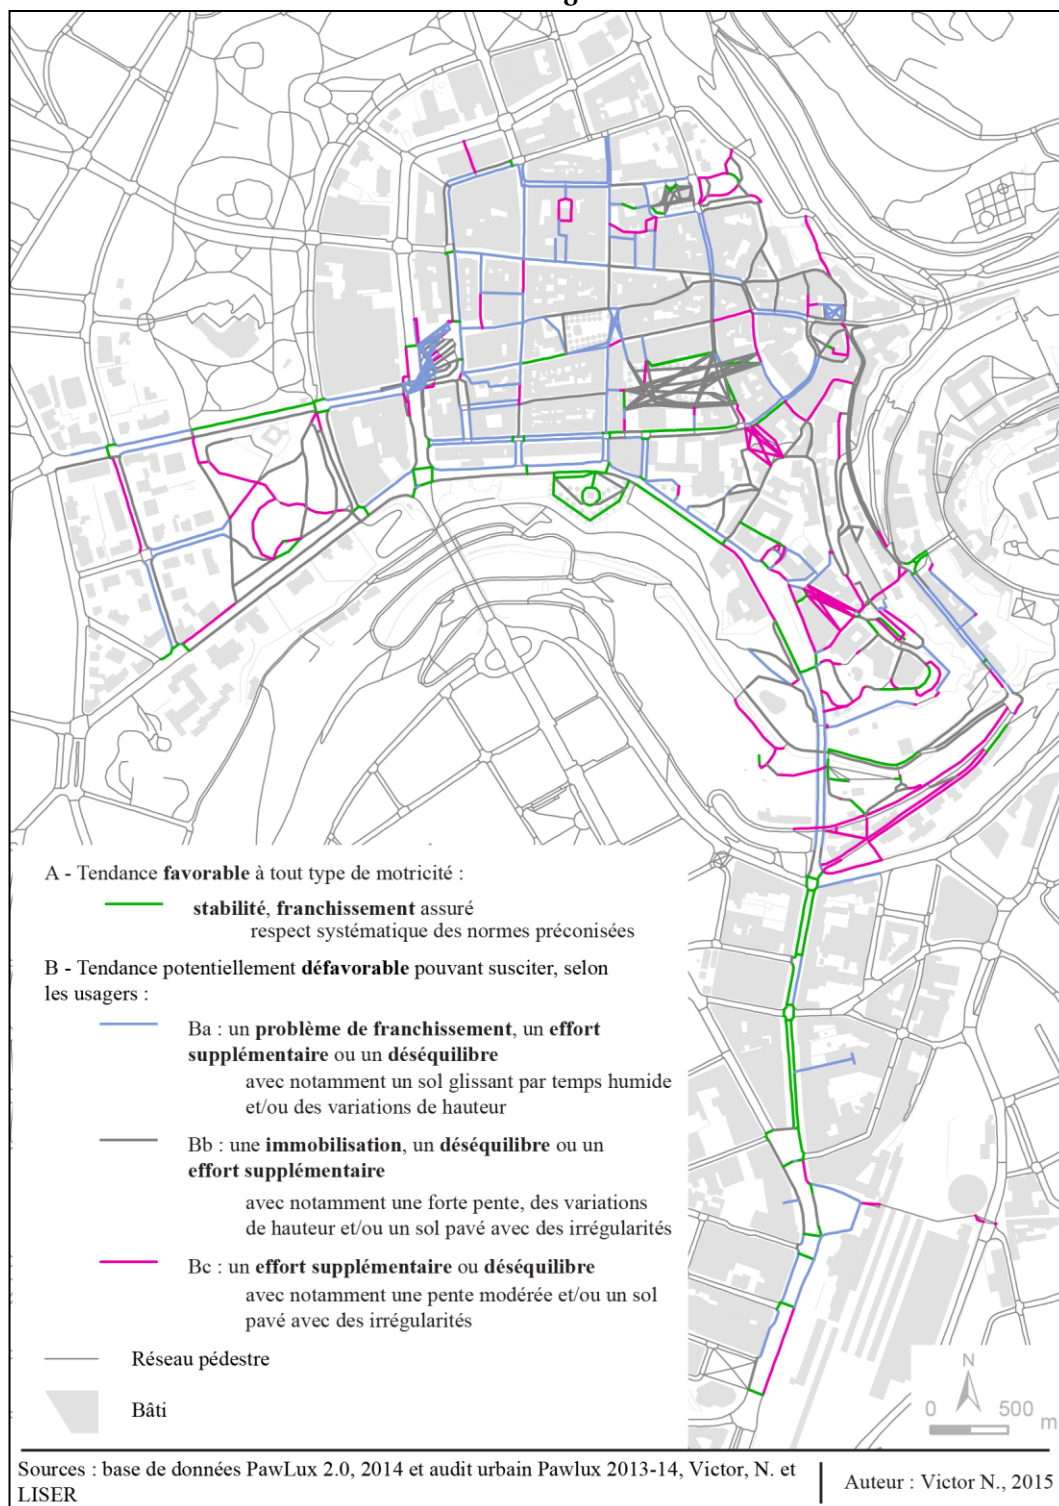 A - Tendance favorable à tout type de motricité :
stabilité, franchissement assuré
respect systématique des normes préconisées
B - Tendance potentiellement défavorable pouvant susciter, selon
les usagers :
Ba : un problème de franchissement, un effort
supplémentaire ou un déséquilibre
avec notamment un sol glissant par temps humide
et/ou des variations de hauteur
Bb : une immobilisation, un déséquilibre ou un
effort supplémentaire
avec notamment une forte pente, des variations
de hauteur et/ou un sol pavé avec des irrégularités
Bc : un effort supplémentaire ou déséquilibre
avec notamment une pente modérée et/ou un sol
pavé avec des irrégularités
Réseau pédestre
Bâti
N
0 500
m
Sources : base de données PawLux 2.0, 2014 et audit urbain Pawlux 2013-14, Victor, N. et
LISER
Auteur : Victor N., 2015